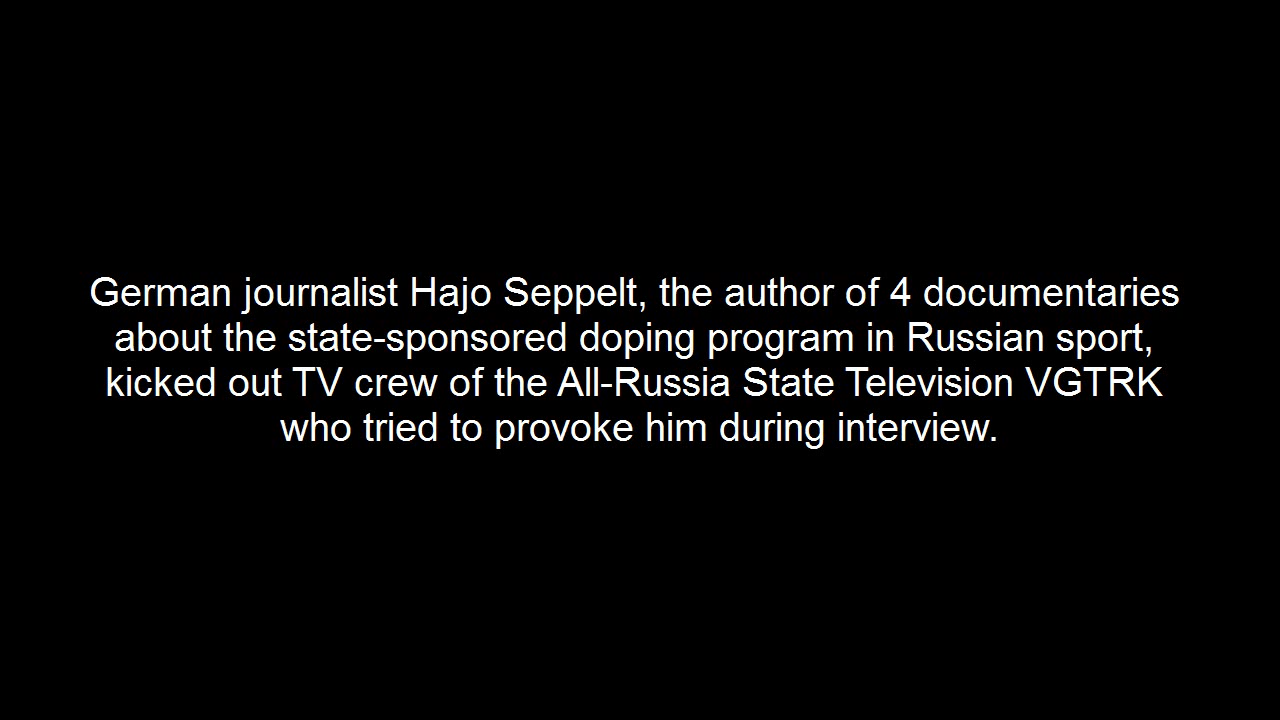 German journalist Hajo Seppelt, the author of 4 documentaries
about the state-sponsored doping program in Russian sport,
kicked out TV crew of the All-Russia State Television VGTRK
who tried to provoke him during interview.